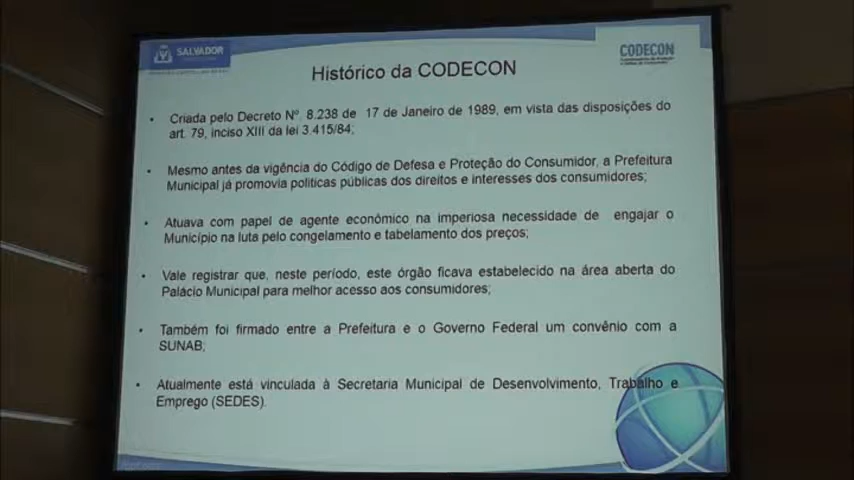 SALVADOR
CODECON
Histórico da CODECON
• Criada pelo Decreto Nº. 8.238 de 17 de Janeiro de 1989, em vista das disposições do
art. 79, inciso XIII da lei 3.415/84;
• Mesmo antes da vigência do Código de Defesa e Proteção do Consumidor, a Prefeitura
Municipal já promovia politicas públicas dos direitos e interesses dos consumidores;
• Atuava com papel de agente econômico na imperiosa necessidade de engajar o
Município na luta pelo congelamento e tabelamento dos preços;
• Vale registrar que, neste período, este órgão ficava estabelecido na área aberta do
Palácio Municipal para melhor acesso aos consumidores;
• Também foi firmado entre a Prefeitura e o Governo Federal um convênio com a
SUNAB;
• Atualmente está vinculada à Secretaria Municipal de Desenvolvimento, Trabalho e
Emprego (SEDES).